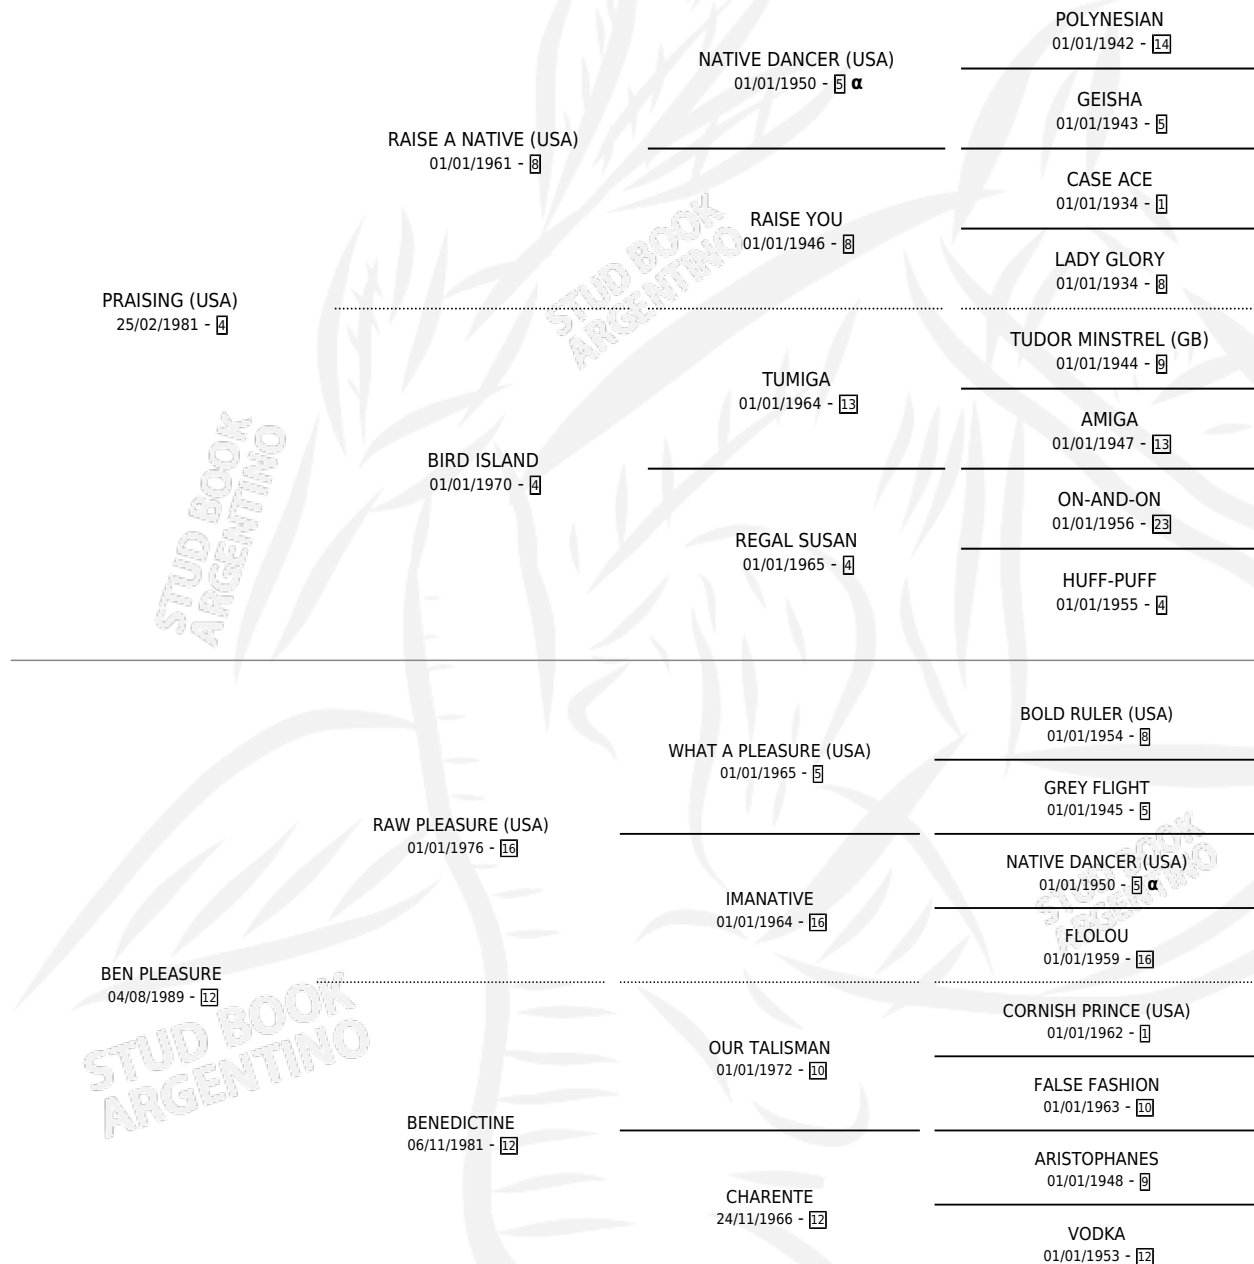 POLYNESIAN
01/01/1942 - 14
NATIVE DANCER (USA)
01/01/1950 - 5 α
GEISHA
01/01/1943 - 5
RAISE A NATIVE (USA)
01/01/1961 - 8
CASE ACE
01/01/1934 - 1
RAISE YOU
01/01/1946 - 8
LADY GLORY
01/01/1934 - 8
STUD BOOK
ARGENTINO
PRAISING (USA)
25/02/1981 - 4
TUDOR MINSTREL (GB)
01/01/1944 - 9
TUMIGA
01/01/1964 - 13
AMIGA
01/01/1947 - 13
BIRD ISLAND
01/01/1970 - 4
ON-AND-ON
01/01/1956 - 23
REGAL SUSAN
01/01/1965 - 4
HUFF-PUFF
01/01/1955 - 4
STUD BOOK
ARGENTINO
BOLD RULER (USA)
01/01/1954 - 8
WHAT A PLEASURE (USA)
01/01/1965 - 5
GREY FLIGHT
01/01/1945 - 5
RAW PLEASURE (USA)
01/01/1976 - 16
NATIVE DANCER (USA)
01/01/1950 - 5 α
STUD BOOK
ARGENTINO
IMANATIVE
01/01/1964 - 16
FLOLOU
01/01/1959 - 16
BEN PLEASURE
04/08/1989 - 12
CORNISH PRINCE (USA)
01/01/1962 - 1
STUD BOOK
ARGENTINO
OUR TALISMAN
01/01/1972 - 10
FALSE FASHION
01/01/1963 - 10
BENEDICTINE
06/11/1981 - 12
ARISTOPHANES
01/01/1948 - 9
CHARENTE
24/11/1966 - 12
VODKA
01/01/1953 - 12